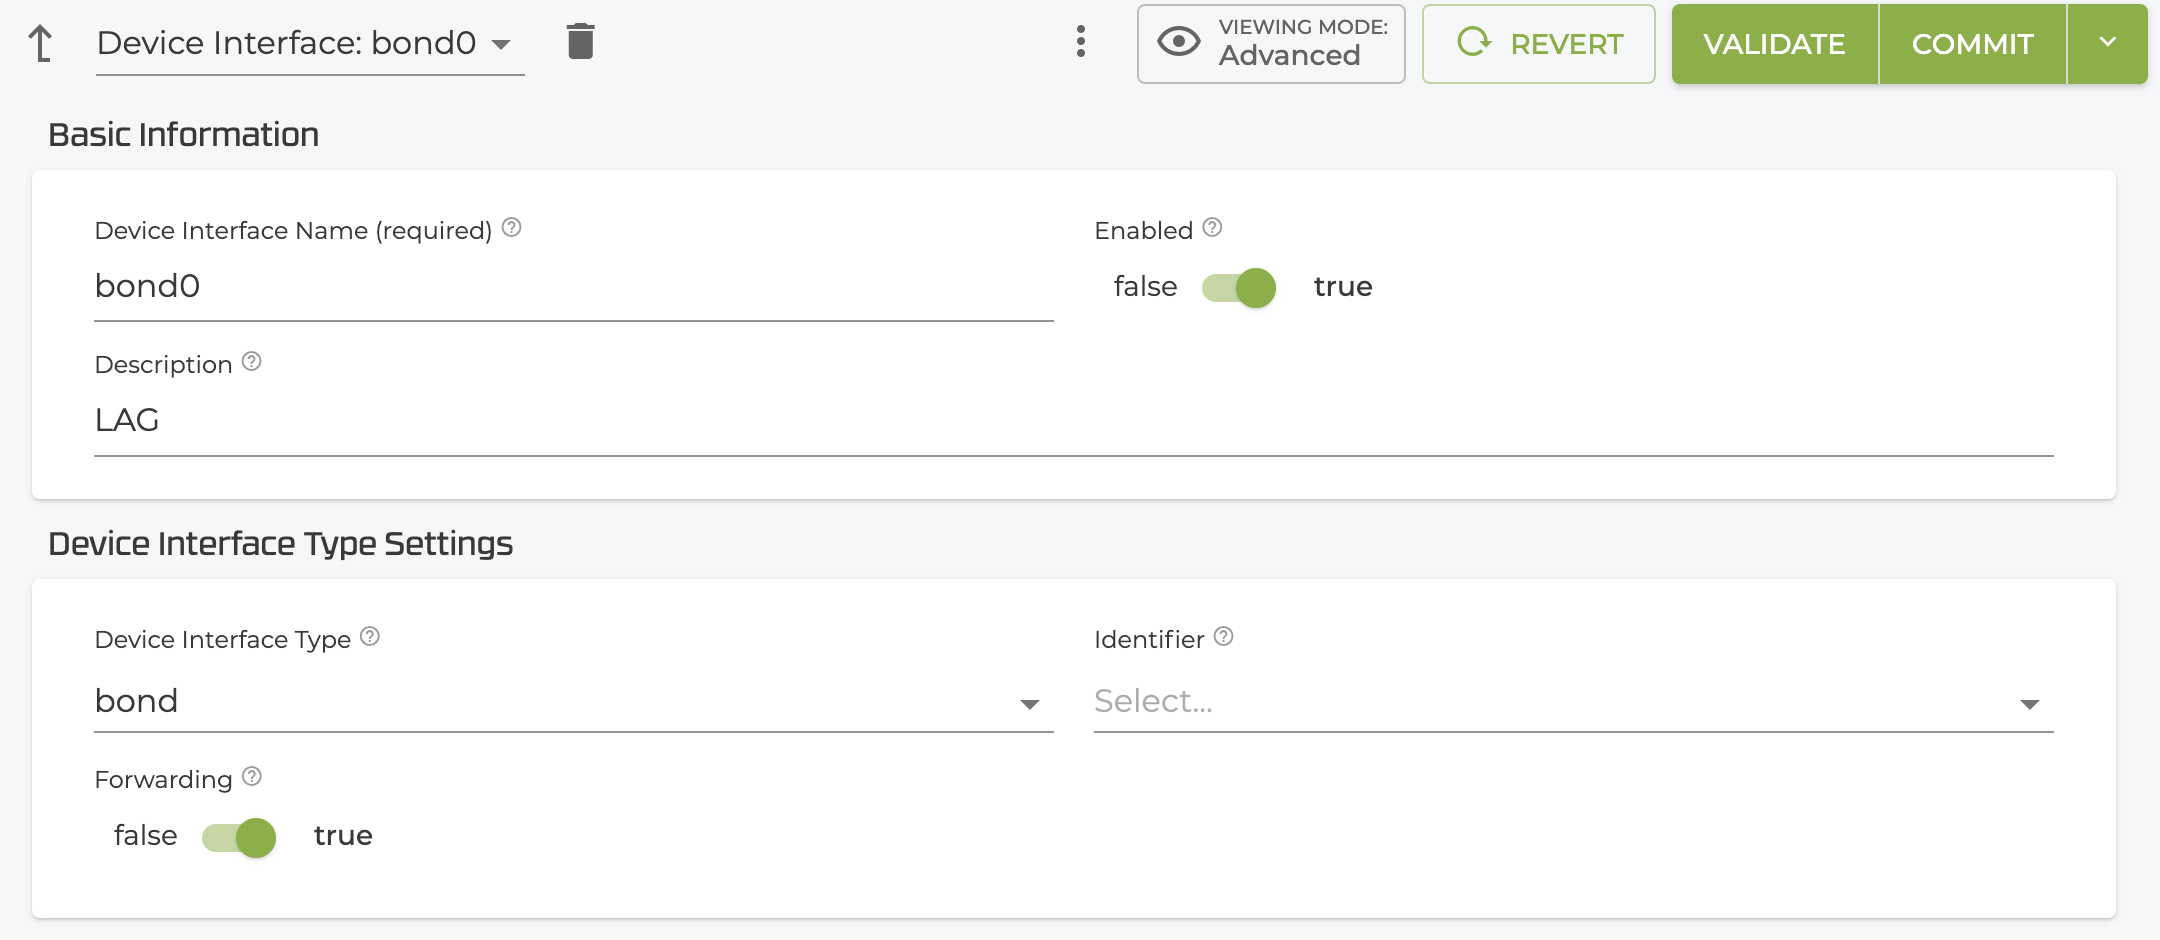 Device Interface: bond0
VIEWING MODE:
Advanced
REVERT
VALIDATE
COMMIT
Basic Information
Device Interface Name (required)
Enabled
bond0
false true
Description
LAG
Device Interface Type Settings
Device Interface Type
Identifier
bond
Select...
Forwarding
false true